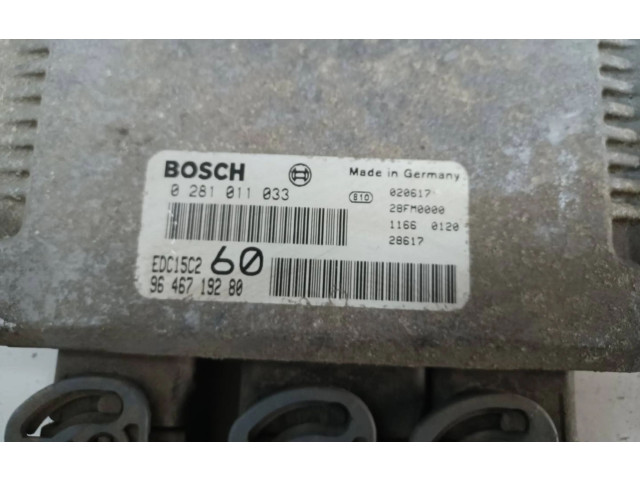 BOSCH
Made in Germany
0 281 011 033
810 020617
28FM0000
1166 0120
28617
EDC15C2 60
96 467 192 80